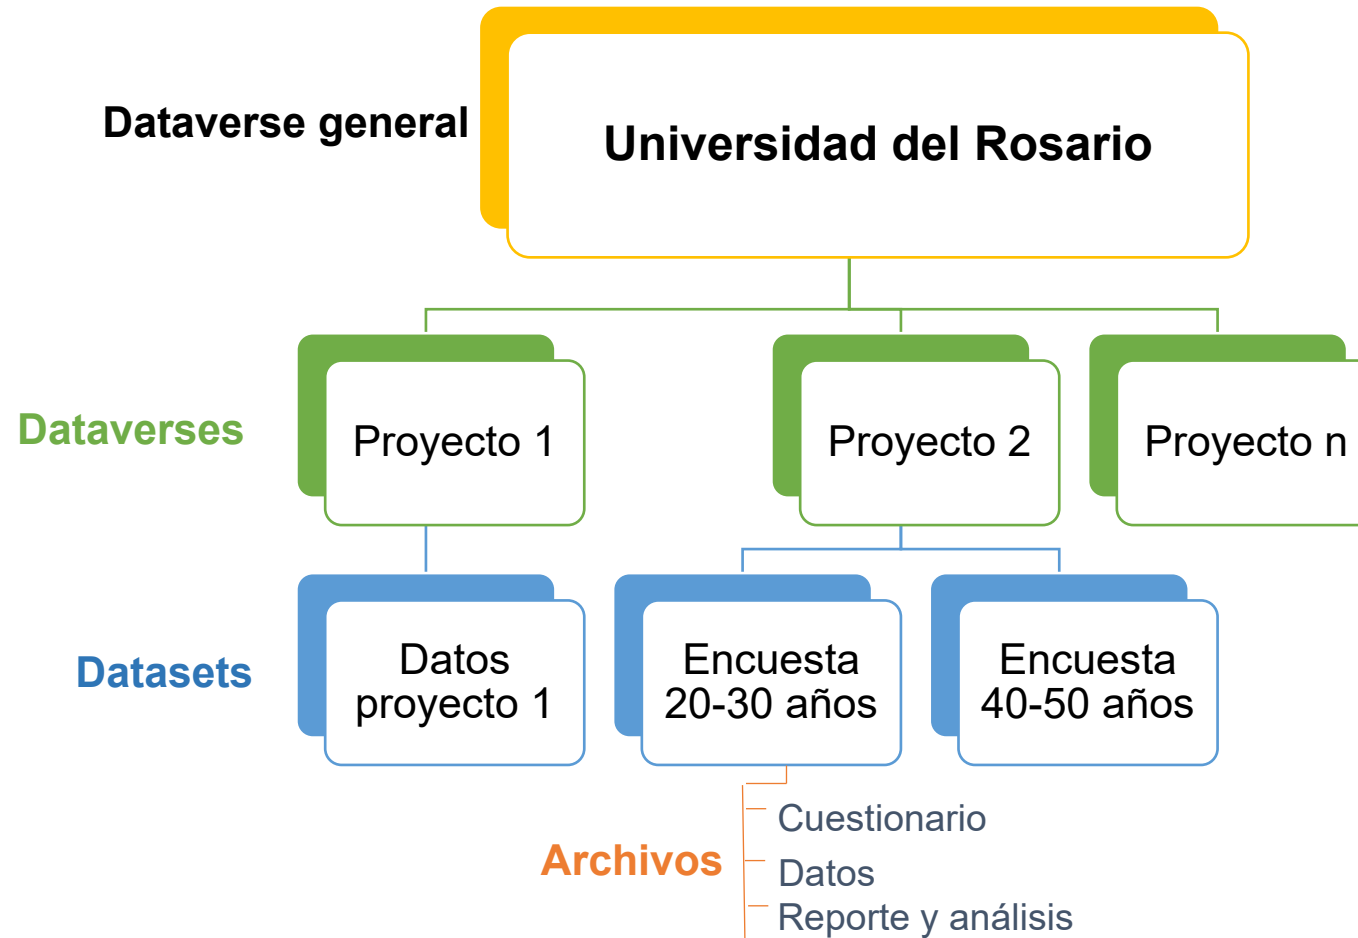 Dataverse general
Universidad del Rosario
Dataverses
Proyecto 1
Proyecto 2
Proyecto n
Datasets
Datos
proyecto 1
Encuesta
20-30 años
Encuesta
40-50 años
Archivos
Cuestionario
Datos
Reporte y análisis